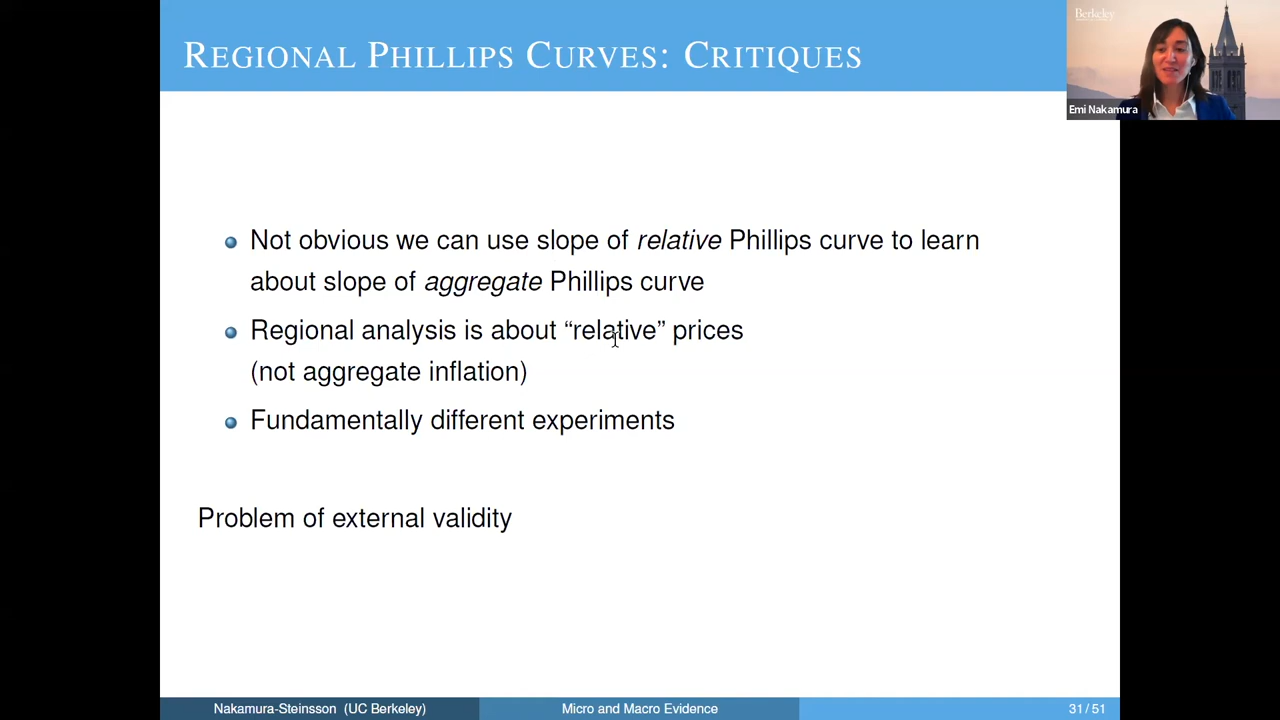 REGIONAL PHILLIPS CURVES: CRITIQUES
Berkeley
Emi Nakamura
Not obvious we can use slope of relative Phillips curve to learn
about slope of aggregate Phillips curve
Regional analysis is about “relative” prices
(not aggregate inflation)
Fundamentally different experiments
Problem of external validity
Nakamura-Steinsson (UC Berkeley)
Micro and Macro Evidence
31 / 51